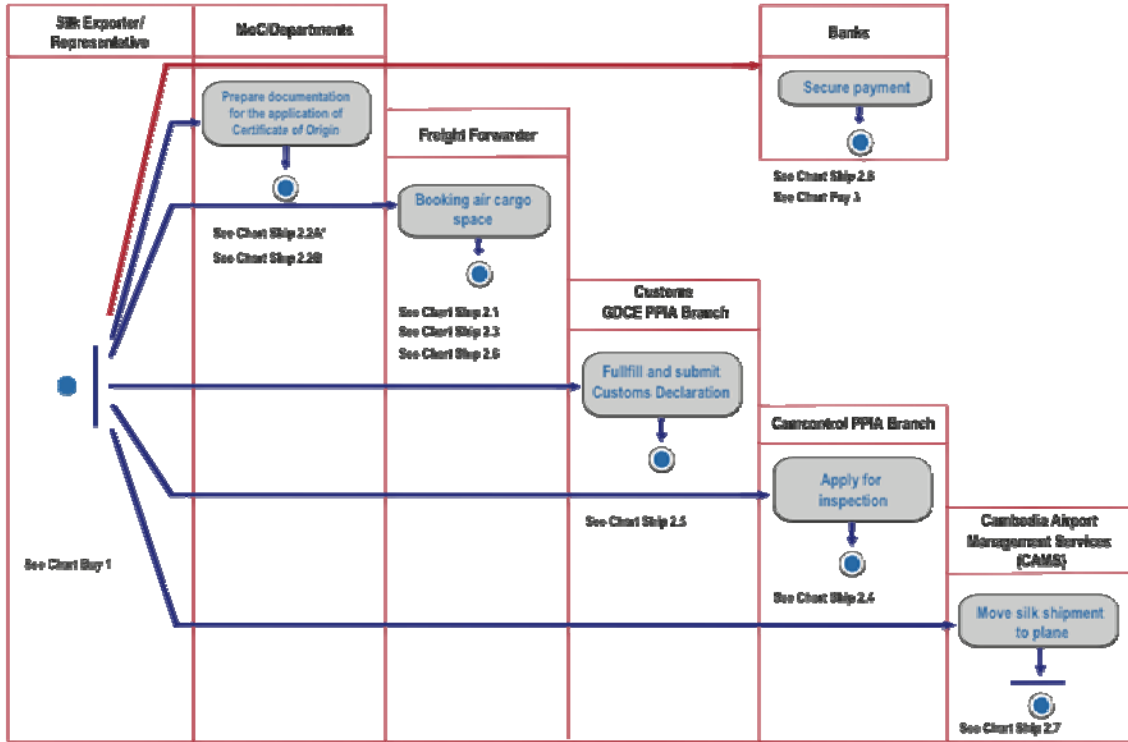 Silk Exporter/
Representative
MoC/Departments
Banks
Prepare documentation
for the application of
Certificate of Origin
Secure payment
Freight Forwarder
See Chart Ship 2.8
See Chart Pay 3
Booking air cargo
space
See Chart Ship 2.2A*
See Chart Ship 2.2B
Customs
GDCE PPIA Branch
See Chart Ship 2.1
See Chart Ship 2.3
See Chart Ship 2.6
Fullfill and submit
Customs Declaration
Camcontrol PPIA Branch
Apply for
inspection
See Chart Ship 2.5
Cambodia Airport
Management Services
(CAMS)
See Chart Buy 1
See Chart Ship 2.4
Move silk shipment
to plane
See Chart Ship 2.7